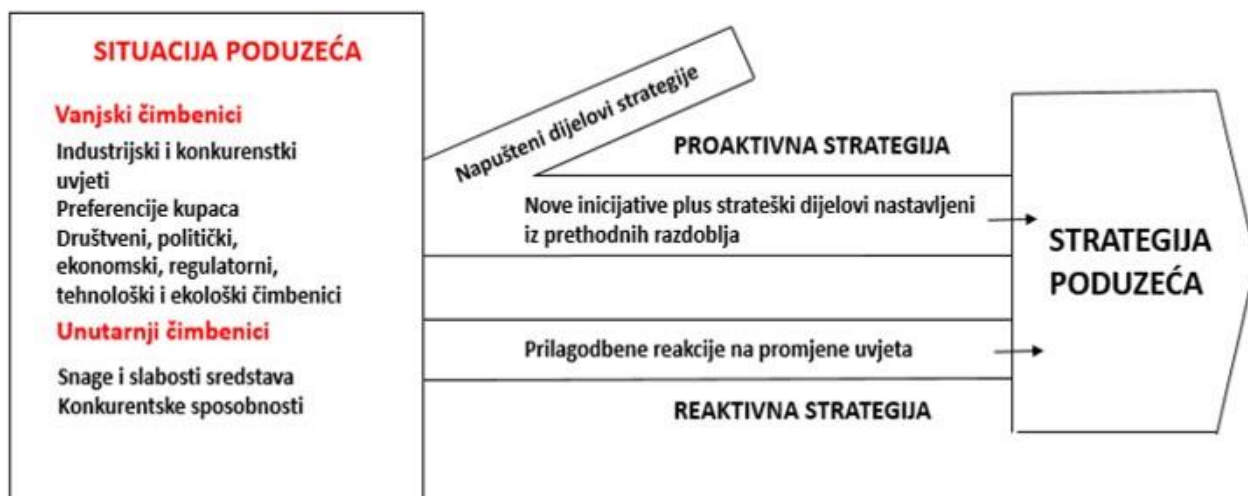 SITUACIJA PODUZEĆA
Vanjski čimbenici
Industrijski i konkurenstki
uvjeti
Preferencije kupaca
Društveni, politički,
ekonomski, regulatorni,
tehnološki i ekološki čimbenici
Unutarnji čimbenici
Snage i slabosti sredstava
Konkurentske sposobnosti
Napušteni dijelovi strategije
PROAKTIVNA STRATEGIJA
Nove inicijative plus strateški dijelovi nastavljeni
iz prethodnih razdoblja
Prilagodbene reakcije na promjene uvjeta
REAKTIVNA STRATEGIJA
STRATEGIJA
PODUZEĆA